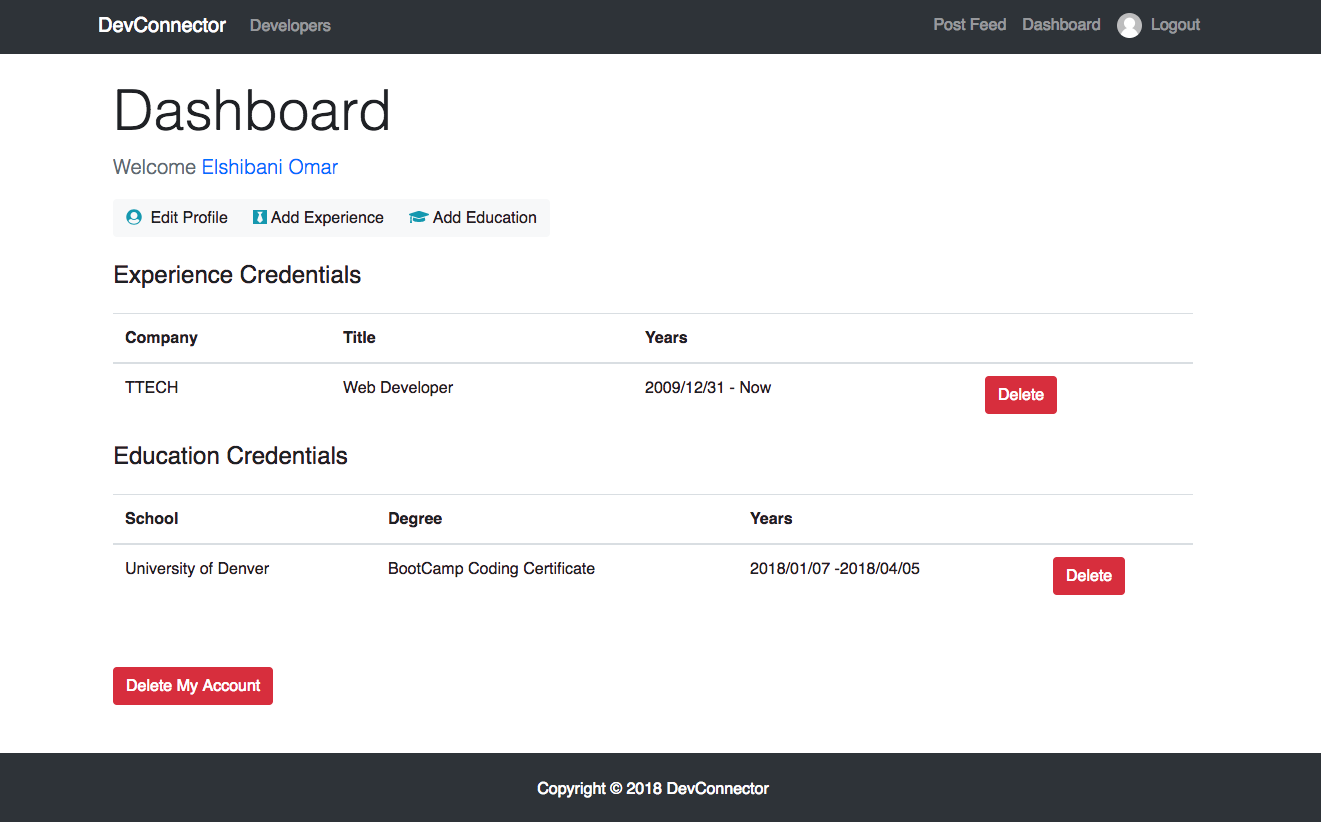 DevConnector Developers Post Feed Dashboard Logout
Dashboard
Welcome Elshibani Omar
Edit Profile Add Experience Add Education
Experience Credentials
Company Title Years
TTECH Web Developer 2009/12/31 - Now Delete
Education Credentials
School Degree Years
University of Denver BootCamp Coding Certificate 2018/01/07 -2018/04/05 Delete
Delete My Account
Copyright © 2018 DevConnector